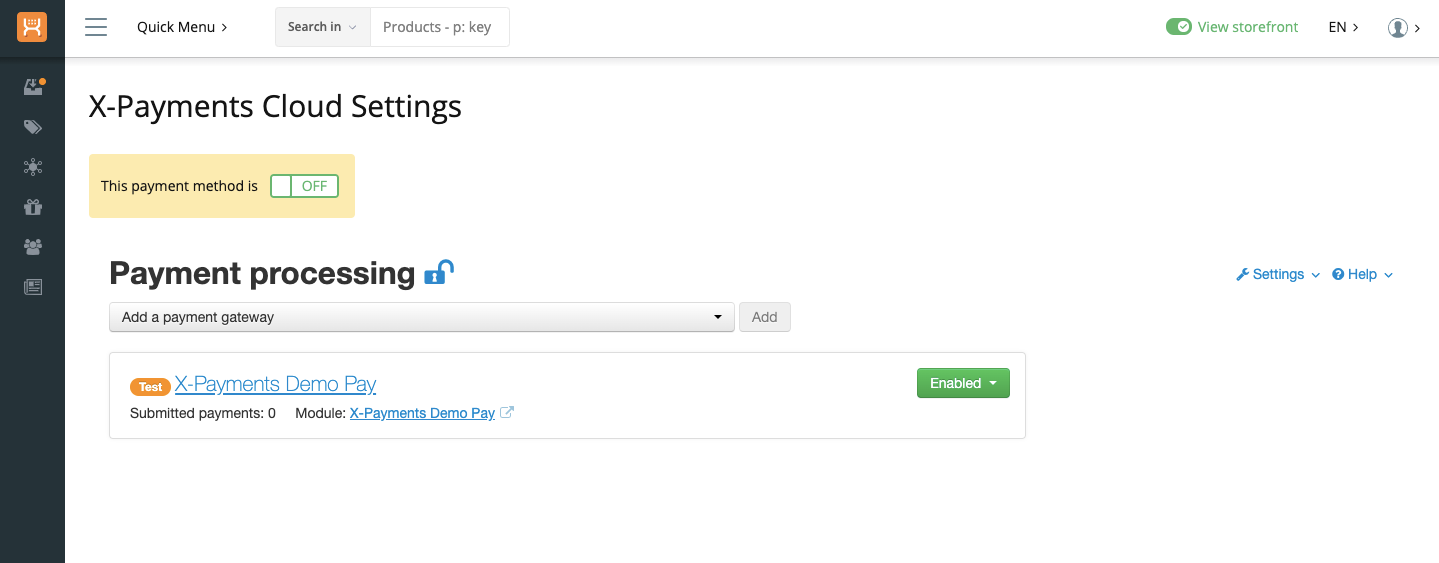 Quick Menu
Search in
Products - p: key
View storefront
EN
X-Payments Cloud Settings
This payment method is OFF
Payment processing
Settings
Help
Add a payment gateway
Add
Test X-Payments Demo Pay
Enabled
Submitted payments: 0 Module: X-Payments Demo Pay